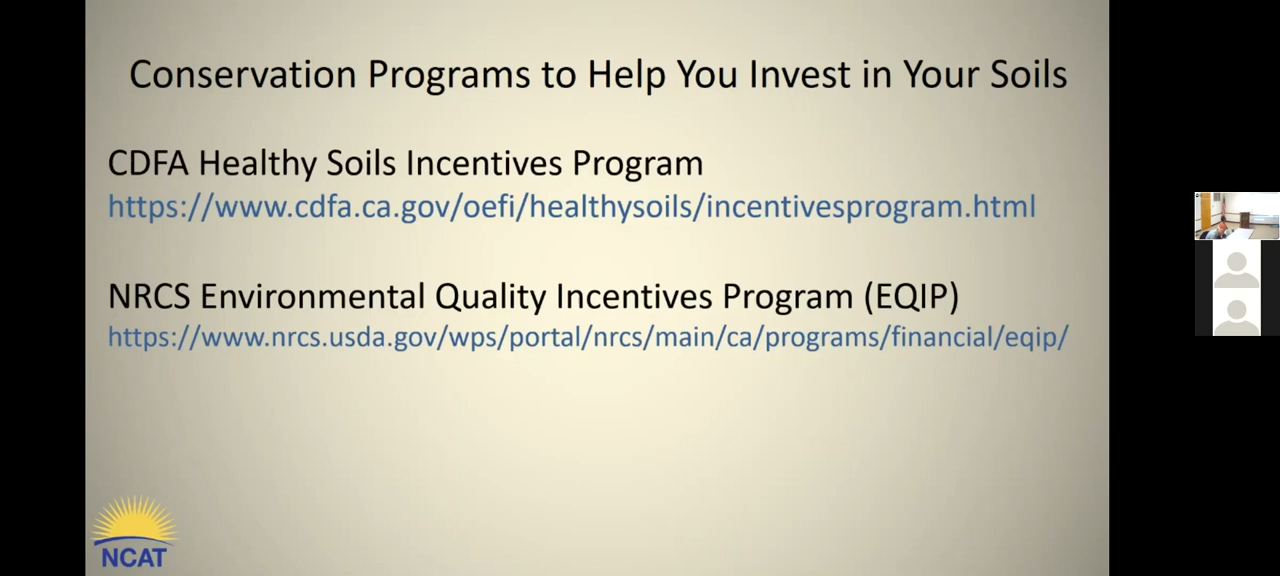 Conservation Programs to Help You Invest in Your Soils
CDFA Healthy Soils Incentives Program
https://www.cdfa.ca.gov/oefi/healthysoils/incentivesprogram.html
NRCS Environmental Quality Incentives Program (EQIP)
https://www.nrcs.usda.gov/wps/portal/nrcs/main/ca/programs/financial/eqip/
NCAT